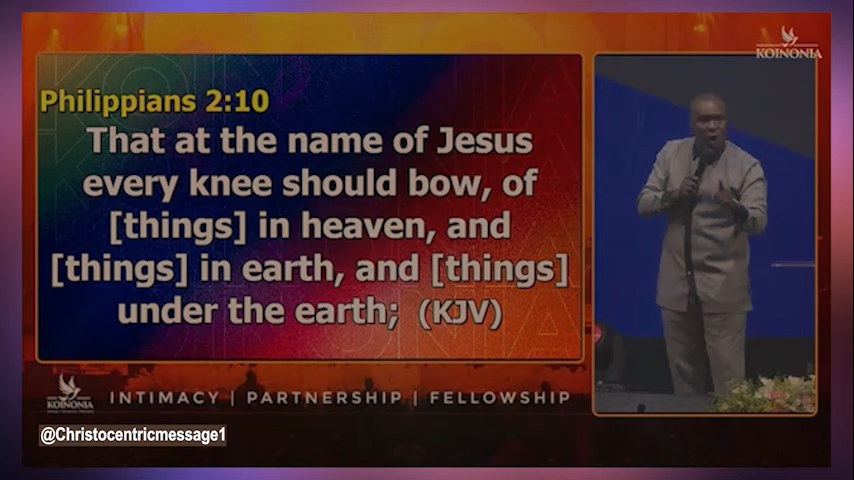 KOINONIA
Philippians 2:10
That at the name of Jesus
every knee should bow, of
[things] in heaven, and
[things] in earth, and [things]
under the earth; (KJV)
KOINONIA
INTIMACY | PARTNERSHIP | FELLOWSHIP
@Christocentricmessage1